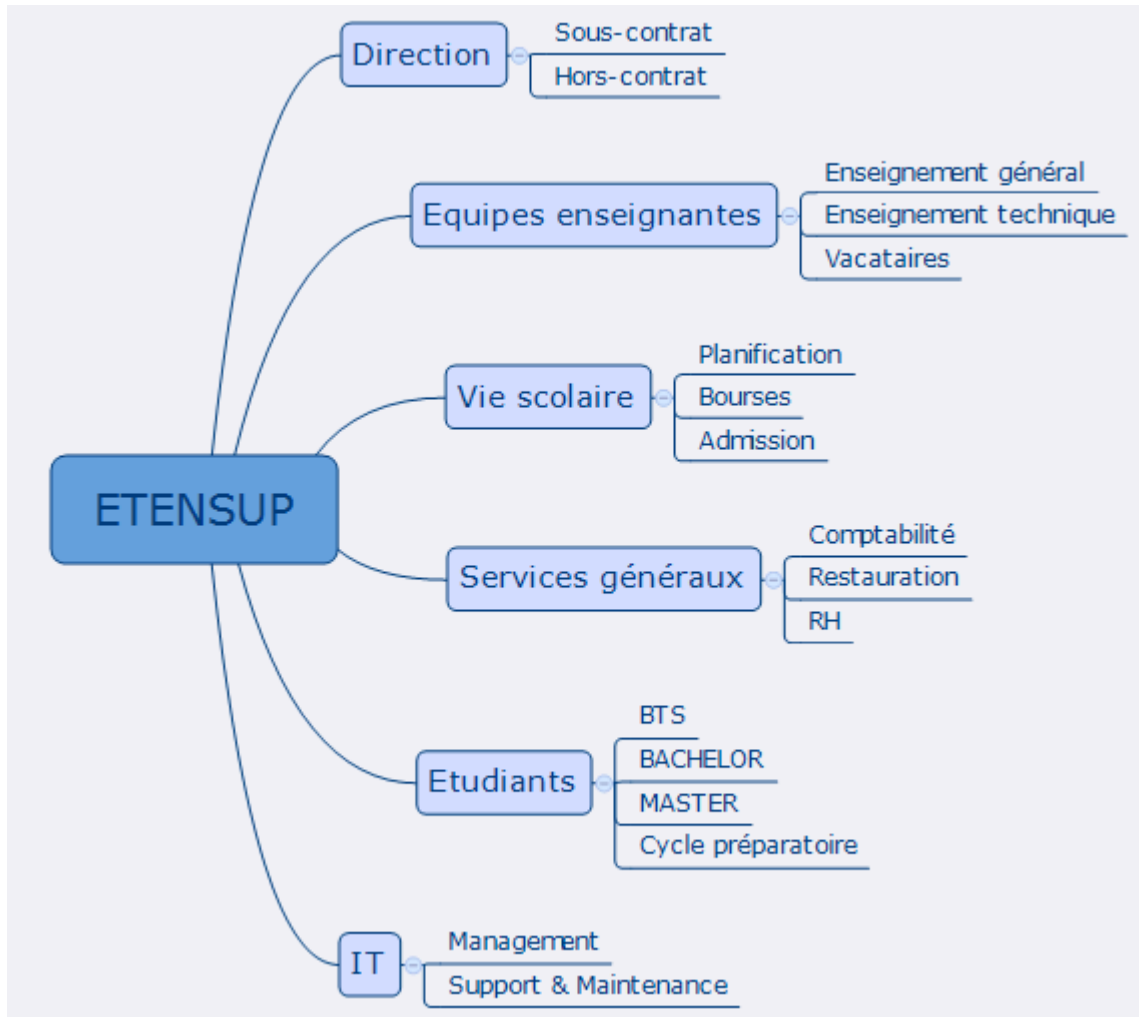 Direction
Sous-contrat
Hors-contrat
Equipes enseignantes
Enseignement général
Enseignement technique
Vacataires
Vie scolaire
Planification
Bourses
Admission
ETENSUP
Services généraux
Comptabilité
Restauration
RH
Etudiants
BTS
BACHELOR
MASTER
Cycle préparatoire
IT
Management
Support & Maintenance